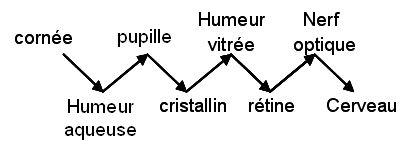 cornée
Humeur
aqueuse
pupille
cristallin
Humeur
vitrée
rétine
Nerf
optique
Cerveau